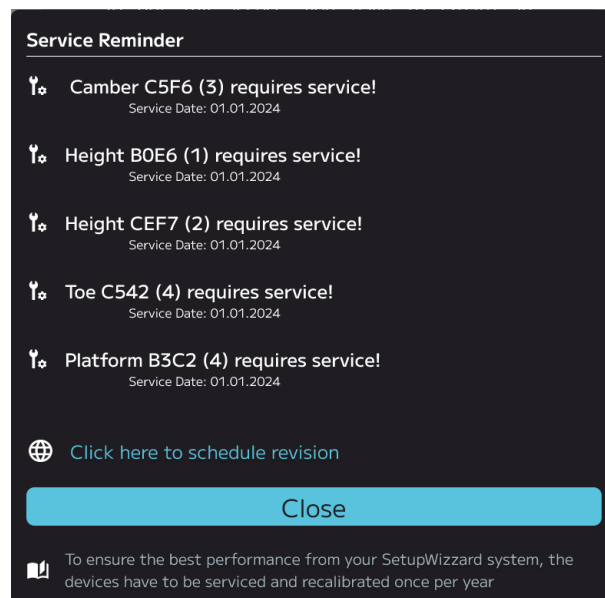 Service Reminder
Camber C5F6 (3) requires service!
Service Date: 01.01.2024
Height B0E6 (1) requires service!
Service Date: 01.01.2024
Height CEF7 (2) requires service!
Service Date: 01.01.2024
Toe C542 (4) requires service!
Service Date: 01.01.2024
Platform B3C2 (4) requires service!
Service Date: 01.01.2024
Click here to schedule revision
Close
To ensure the best performance from your SetupWizzard system, the
devices have to be serviced and recalibrated once per year